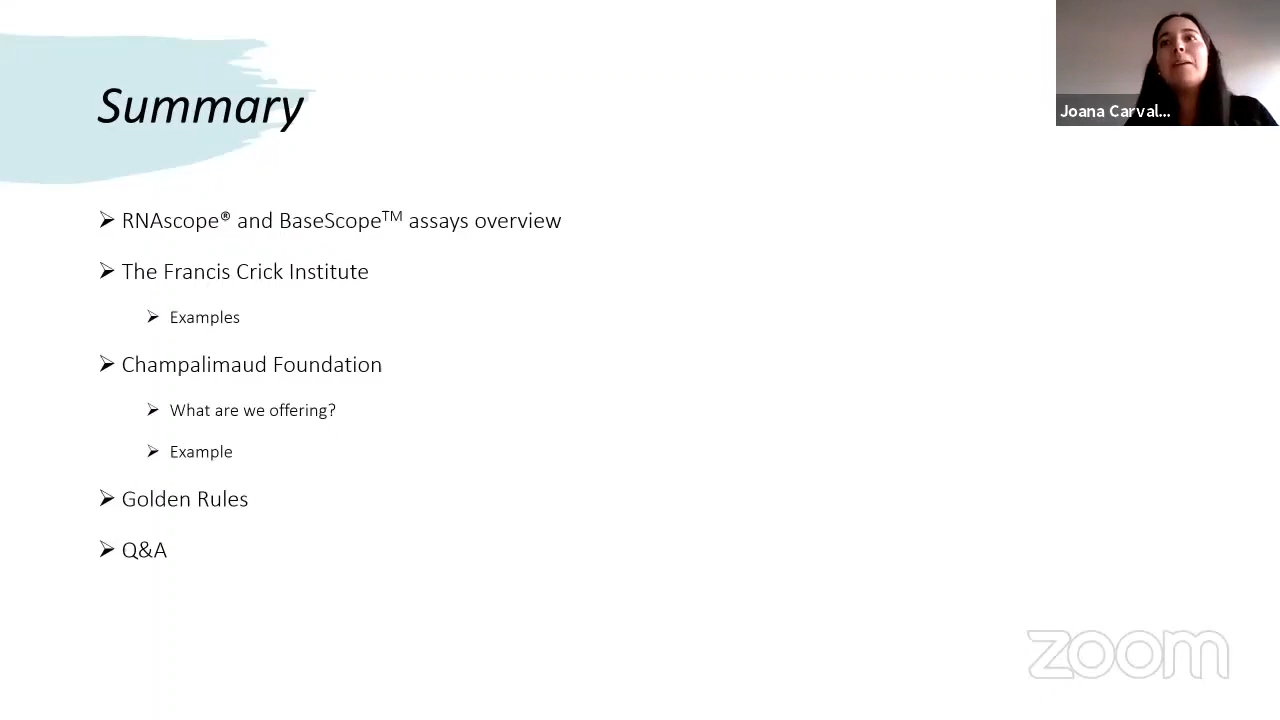 Summary
Joana Carval...
➢ RNAscope® and BaseScope™ assays overview
➢ The Francis Crick Institute
➢ Examples
➢ Champalimaud Foundation
➢ What are we offering?
➢ Example
➢ Golden Rules
➢ Q&A
zoom